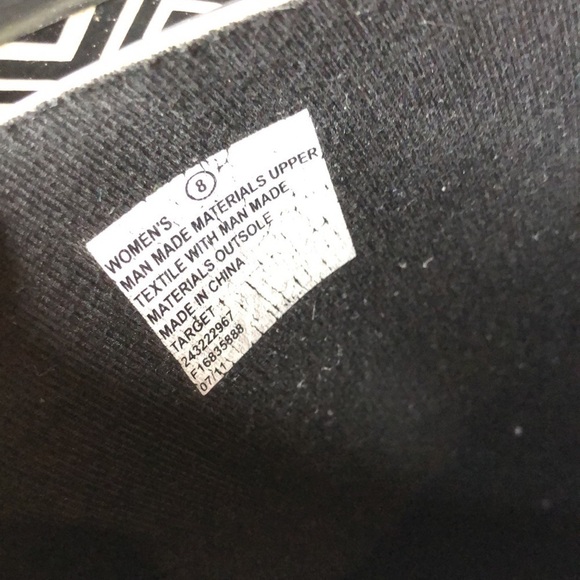 WOMEN'S 8
MAN MADE MATERIALS UPPER
TEXTILE WITH MAN MADE
MATERIALS OUTSOLE
MADE IN CHINA
TARGET
243222967
F16835888
07/11